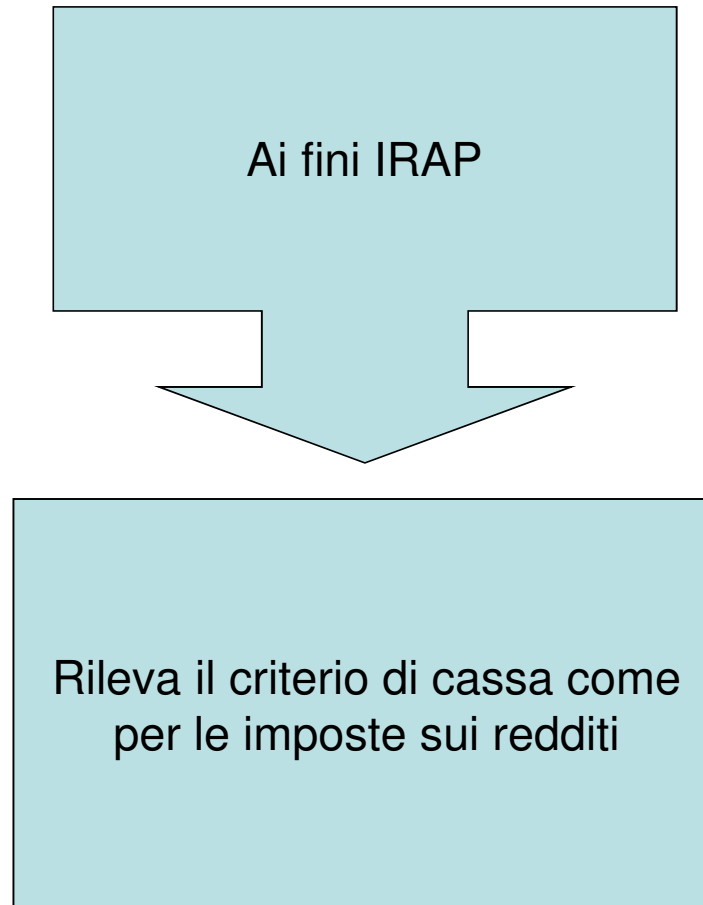 Ai fini IRAP
Rileva il criterio di cassa come
per le imposte sui redditi